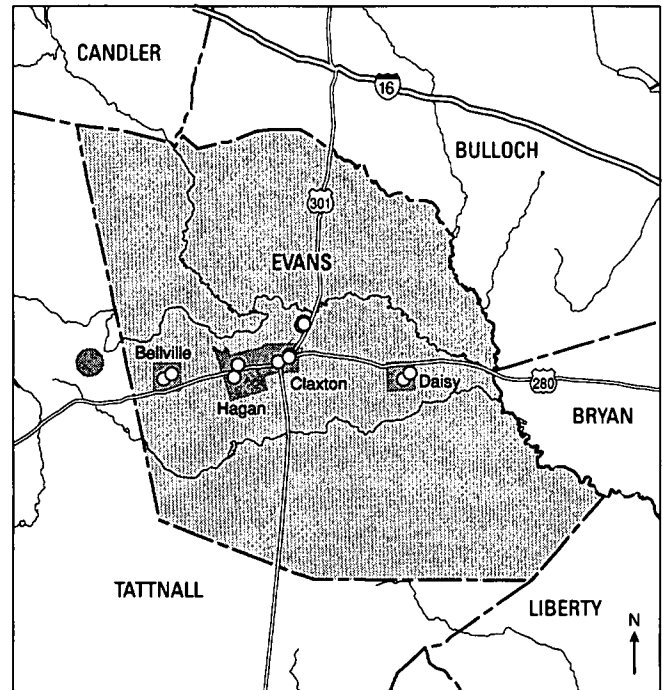 CANDLER
16
BULLOCH
301
EVANS
Bellville
Claxton
Daisy
280
Hagan
BRYAN
TATTNALL
LIBERTY
N